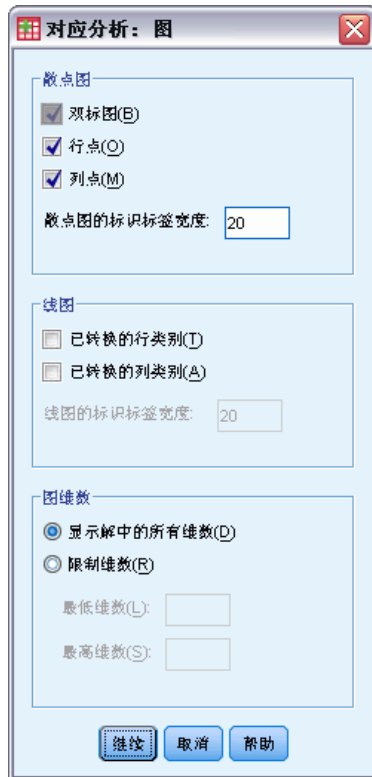 对应分析：图
散点图
双标图(B)
行点(O)
列点(M)
散点图的标识标签宽度: 20
线图
已转换的行类别(T)
已转换的列类别(A)
线图的标识标签宽度: 20
图维数
显示解中的所有维数(D)
限制维数(R)
最低维数(L):
最高维数(S):
继续 取消 帮助